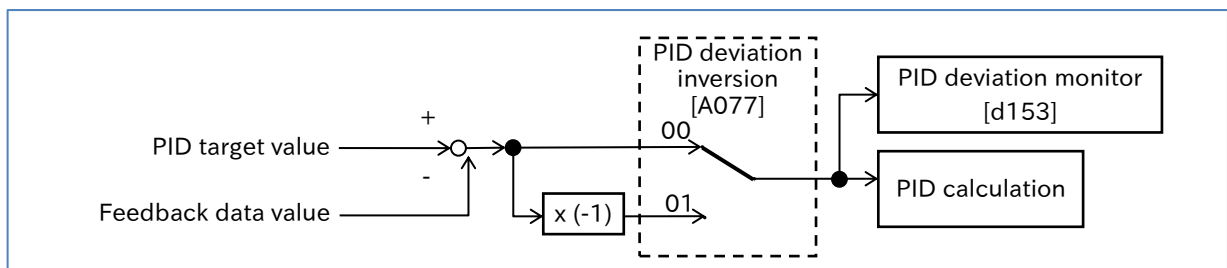 PID deviation
inversion
[A077]
PID deviation monitor
[d153]
+
00
PID target value
-
PID calculation
Feedback data value
x (-1)
01